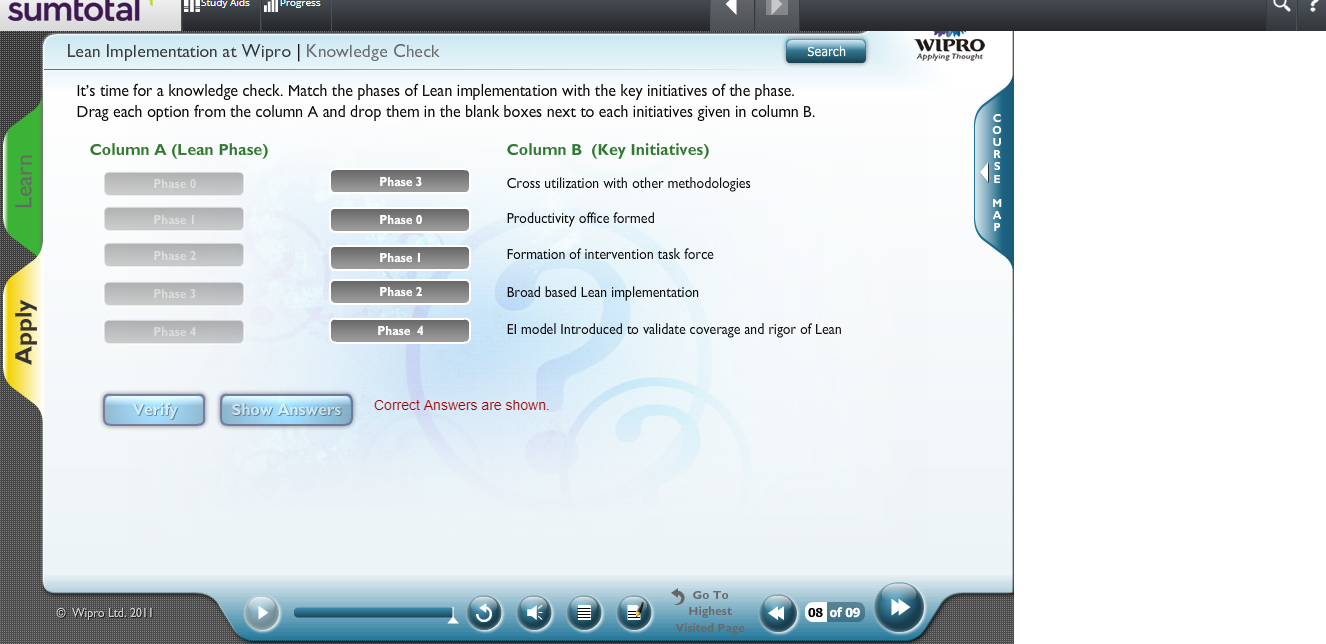 sumtotal
Study Aids
Progress
?
Lean Implementation at Wipro | Knowledge Check
Search
WIPRO
Applying Thought
It's time for a knowledge check. Match the phases of Lean implementation with the key initiatives of the phase.
Drag each option from the column A and drop them in the blank boxes next to each initiatives given in column B.
Column A (Lean Phase)
Column B (Key Initiatives)
Phase 0
Phase 3
Cross utilization with other methodologies
Phase 1
Phase 0
Productivity office formed
Phase 2
Phase 1
Formation of intervention task force
Phase 3
Phase 2
Broad based Lean implementation
Phase 4
Phase 4
EI model Introduced to validate coverage and rigor of Lean
Verify
Show Answers
Correct Answers are shown.
Learn
Apply
COURSE MAP
© Wipro Ltd. 2011
Go To
Highest
Visited Page
08 of 09